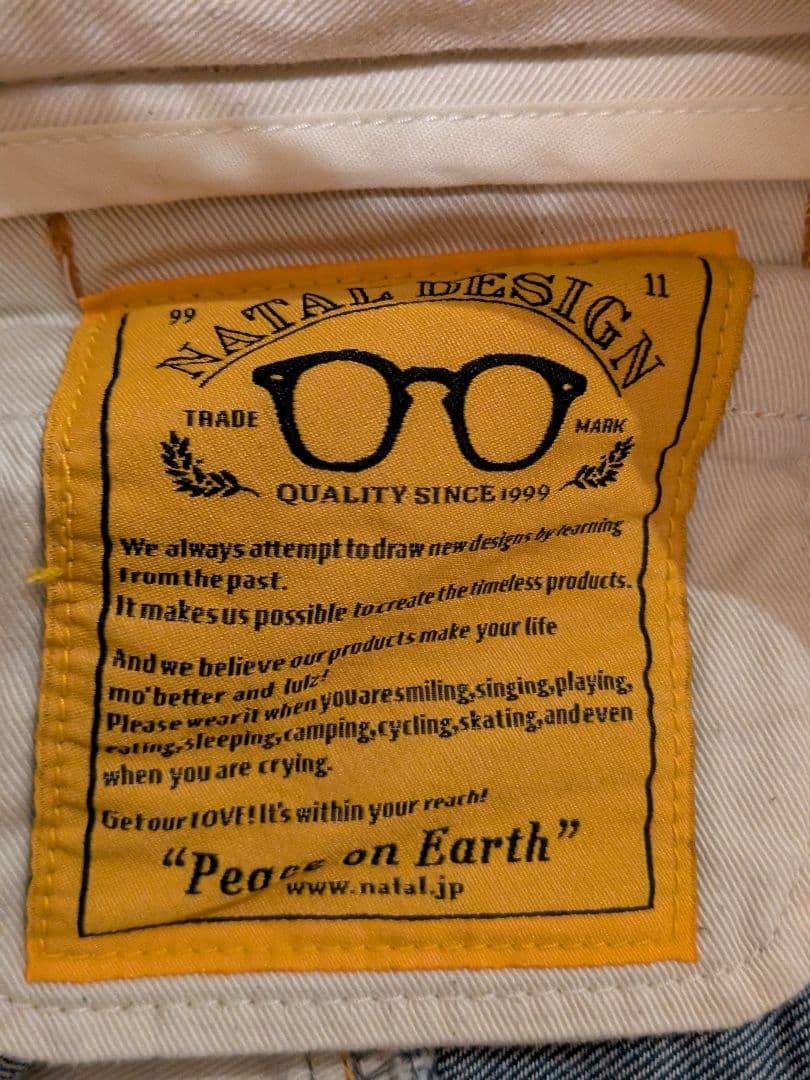 99 NATAL DESIGN 11
TRADE MARK
QUALITY SINCE 1999
We always attempt to draw new designs by learning
from the past.
It makes us possible to create the timeless products.
And we believe our products make your life
mo' better and lulz!
Please wear it when you are smiling, singing, playing,
eating, sleeping, camping, cycling, skating, and even
when you are crying.
Get our LOVE! It's within your reach!
“Peace on Earth”
www.natal.jp